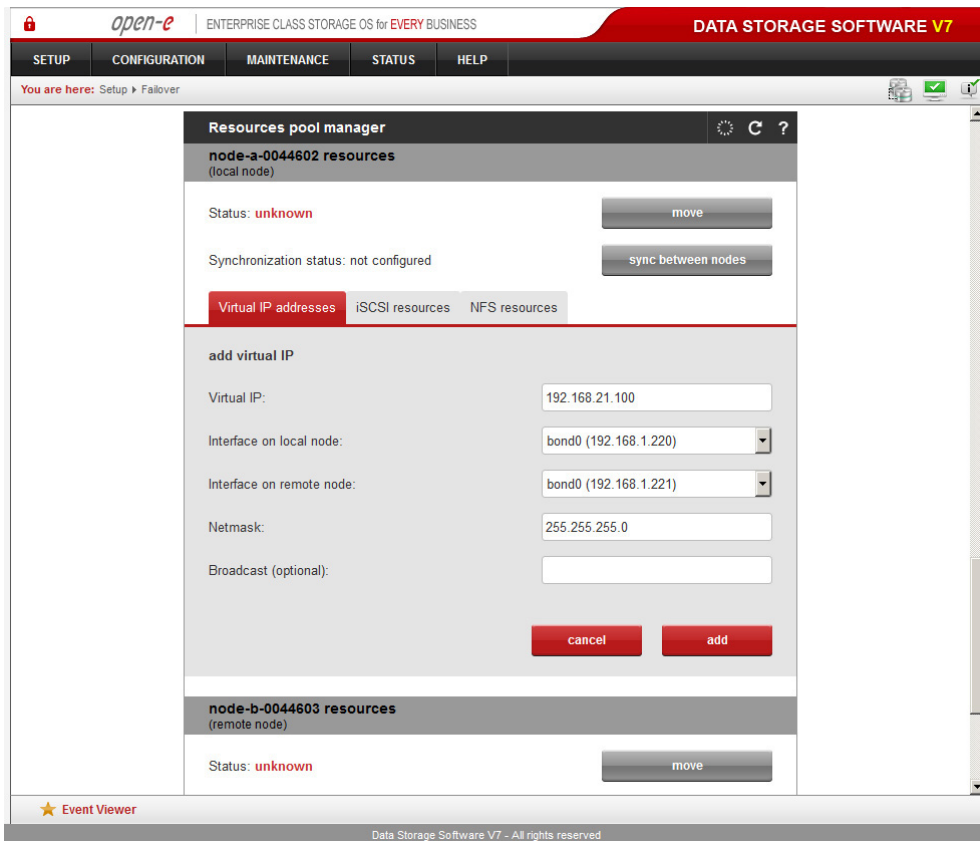 open-e ENTERPRISE CLASS STORAGE OS for EVERY BUSINESS DATA STORAGE SOFTWARE V7
SETUP CONFIGURATION MAINTENANCE STATUS HELP
You are here: Setup ▸ Failover
Resources pool manager ?
node-a-0044602 resources
(local node)
Status: unknown move
Synchronization status: not configured sync between nodes
Virtual IP addresses iSCSI resources NFS resources
add virtual IP
Virtual IP: 192.168.21.100
Interface on local node: bond0 (192.168.1.220)
Interface on remote node: bond0 (192.168.1.221)
Netmask: 255.255.255.0
Broadcast (optional):
cancel add
node-b-0044603 resources
(remote node)
Status: unknown move
Event Viewer
Data Storage Software V7 - All rights reserved